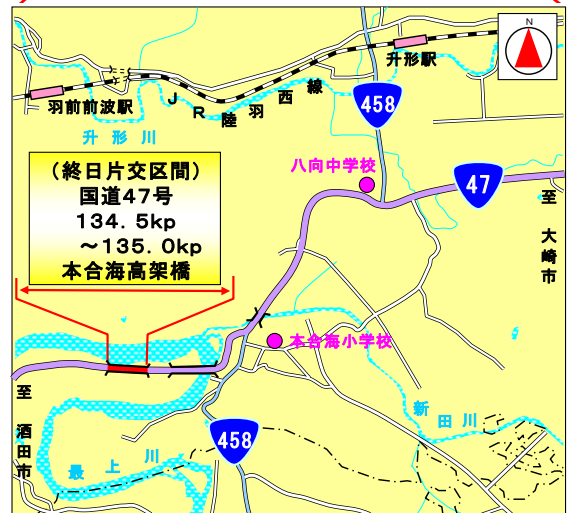 N
升形駅
羽前前波駅
JR陸羽西線
458
升形川
八向中学校
47
(終日片交区間)
国道47号
134.5kp
~135.0kp
本合海高架橋
至大崎市
本合海小学校
至酒田市
新田川
458
最上川